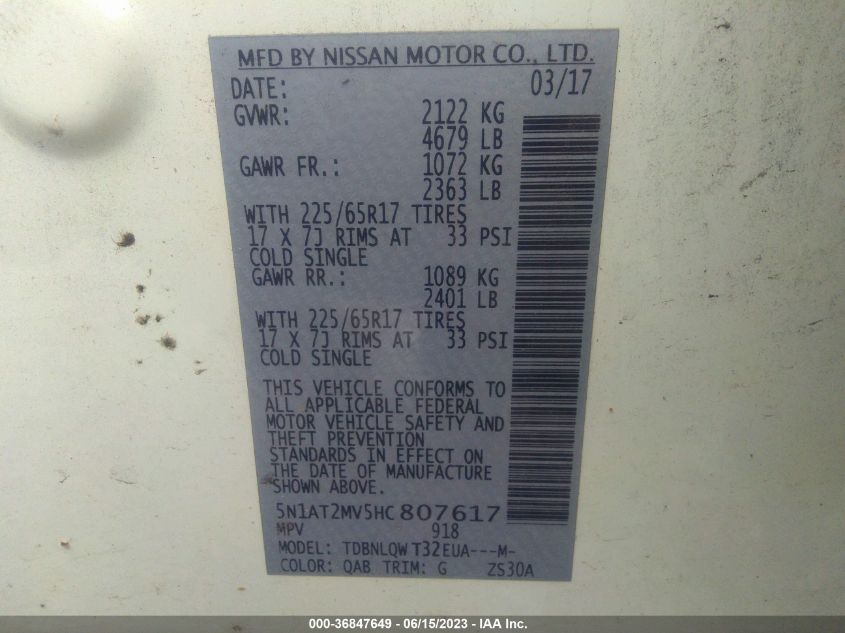 MFD BY NISSAN MOTOR CO., LTD.
DATE: 03/17
GVWR: 2122 KG
4679 LB
GAWR FR.: 1072 KG
2363 LB
WITH 225/65R17 TIRES
17 X 7J RIMS AT 33 PSI
COLD SINGLE
GAWR RR.: 1089 KG
2401 LB
WITH 225/65R17 TIRES
17 X 7J RIMS AT 33 PSI
COLD SINGLE
THIS VEHICLE CONFORMS TO
ALL APPLICABLE FEDERAL
MOTOR VEHICLE SAFETY AND
THEFT PREVENTION
STANDARDS IN EFFECT ON
THE DATE OF MANUFACTURE
SHOWN ABOVE.
5N1AT2MV5HC807617
MPV 918
MODEL: TDBNLQWT32EUA---M-
COLOR: QAB TRIM: G ZS30A
000-36847649 - 06/15/2023 - IAA Inc.